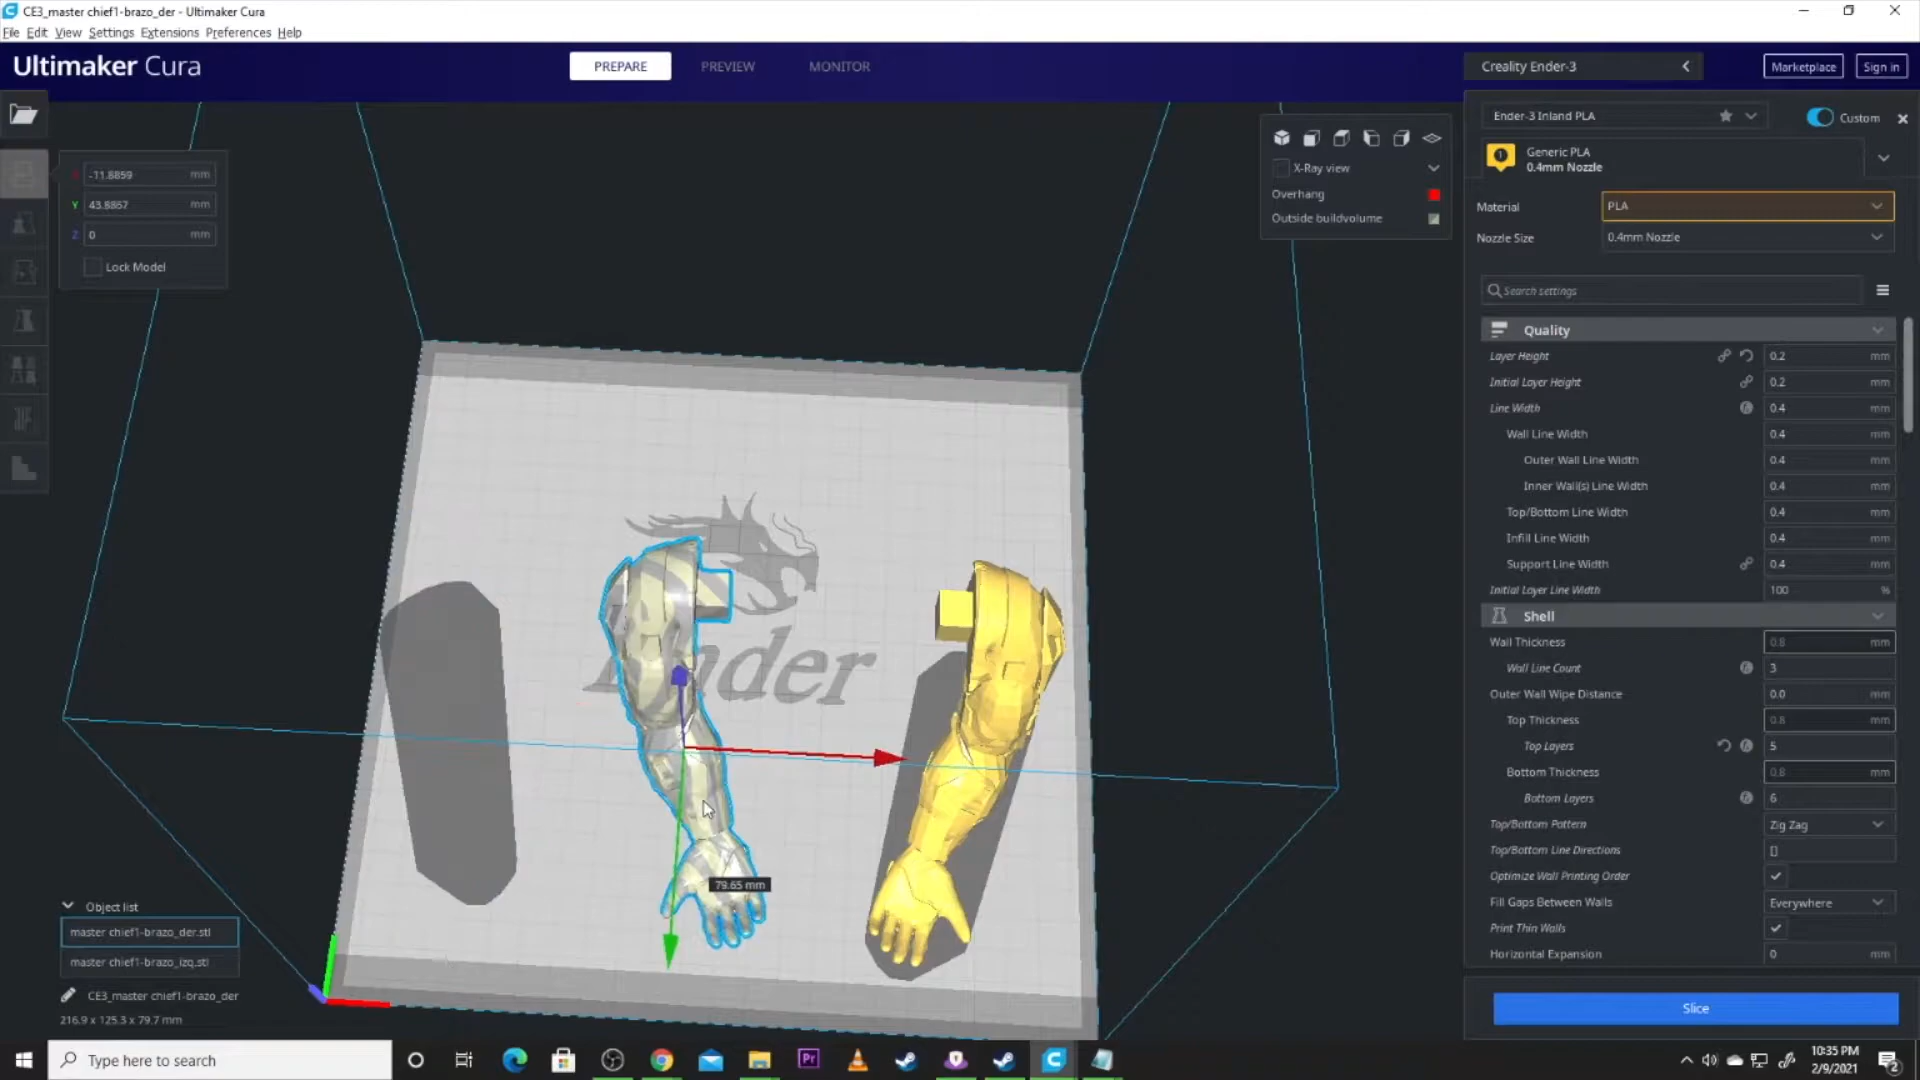 CE3_master chief1-brazo_der - Ultimaker Cura
File Edit View Settings Extensions Preferences Help
Ultimaker Cura
PREPARE
PREVIEW
MONITOR
Creality Ender-3
Marketplace
Sign in
Ender-3 Inland PLA
Custom
Generic PLA
0.4mm Nozzle
Material
PLA
Nozzle Size
0.4mm Nozzle
Search settings
X -11.8859 mm
Y 43.8857 mm
Z 0 mm
Lock Model
X-Ray view
Overhang
Outside buildvolume
Quality
Layer Height 0.2 mm
Initial Layer Height 0.2 mm
Line Width 0.4 mm
Wall Line Width 0.4 mm
Outer Wall Line Width 0.4 mm
Inner Wall(s) Line Width 0.4 mm
Top/Bottom Line Width 0.4 mm
Infill Line Width 0.4 mm
Support Line Width 0.4 mm
Initial Layer Line Width 100 %
Shell
Wall Thickness 0.8 mm
Wall Line Count 3
Outer Wall Wipe Distance 0.0 mm
Top Thickness 0.8 mm
Top Layers 5
Bottom Thickness 0.8 mm
Bottom Layers 6
Top/Bottom Pattern Zig Zag
Top/Bottom Line Directions []
Optimize Wall Printing Order
Fill Gaps Between Walls Everywhere
Print Thin Walls
Horizontal Expansion 0 mm
Slice
Ender
79.65 mm
Object list
master chief1-brazo_der.stl
master chief1-brazo_izq.stl
CE3_master chief1-brazo_der
216.9 x 125.3 x 79.7 mm
Type here to search
Pr
10:35 PM
2/9/2021
2